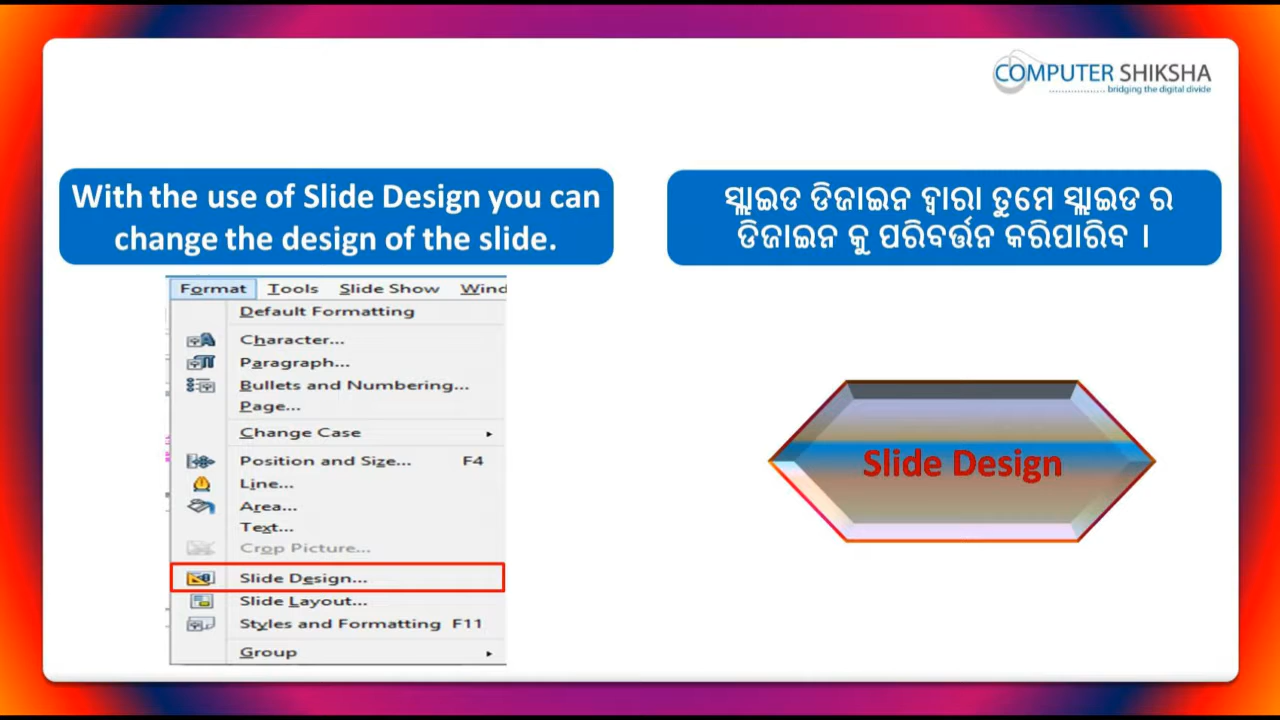 COMPUTER SHIKSHA
bridging the digital divide
With the use of Slide Design you can
change the design of the slide.
ସ୍ଲାଇଡ ଡିଜାଇନ ଦ୍ୱାରା ତୁମେ ସ୍ଲାଇଡ ର
ଡିଜାଇନ କୁ ପରିବର୍ତ୍ତନ କରିପାରିବ ।
Format Tools Slide Show Wind
Default Formatting
Character...
Paragraph...
Bullets and Numbering...
Page...
Change Case
Position and Size... F4
Line...
Area...
Text...
Crop Picture...
Slide Design...
Slide Layout...
Styles and Formatting F11
Group
Slide Design